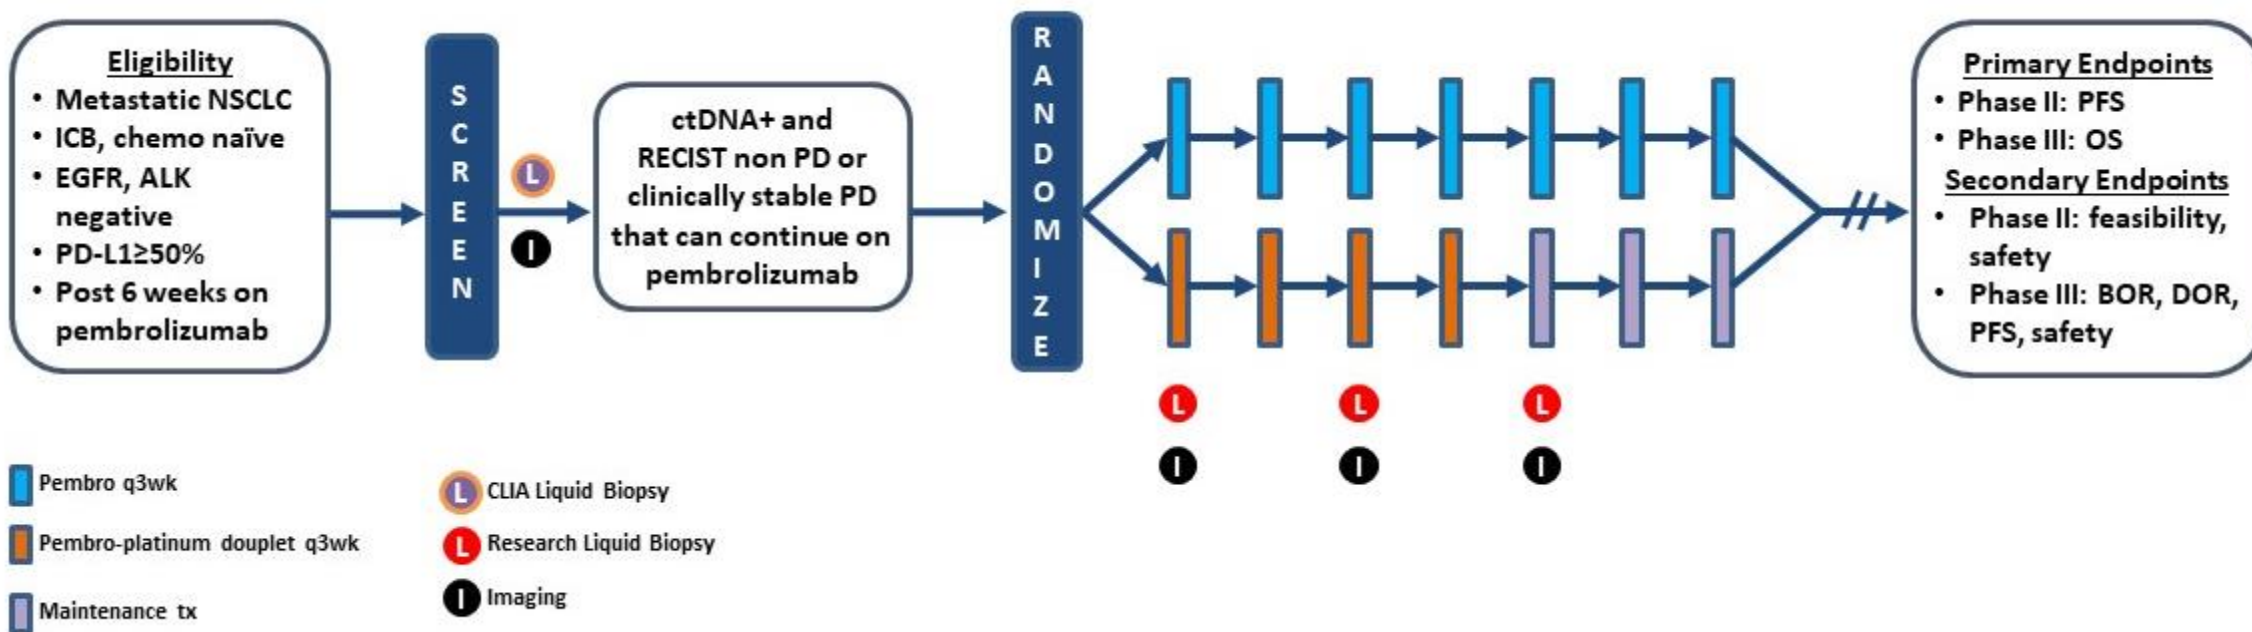 Eligibility
• Metastatic NSCLC
• ICB, chemo naïve
• EGFR, ALK
negative
• PD-L1≥50%
• Post 6 weeks on
pembrolizumab
SCREEN
L
I
ctDNA+ and
RECIST non PD or
clinically stable PD
that can continue on
pembrolizumab
RANDOMIZE
L
I
L
I
L
I
Primary Endpoints
• Phase II: PFS
• Phase III: OS
Secondary Endpoints
• Phase II: feasibility,
safety
• Phase III: BOR, DOR,
PFS, safety
Pembro q3wk
Pembro-platinum douplet q3wk
Maintenance tx
L CLIA Liquid Biopsy
L Research Liquid Biopsy
I Imaging